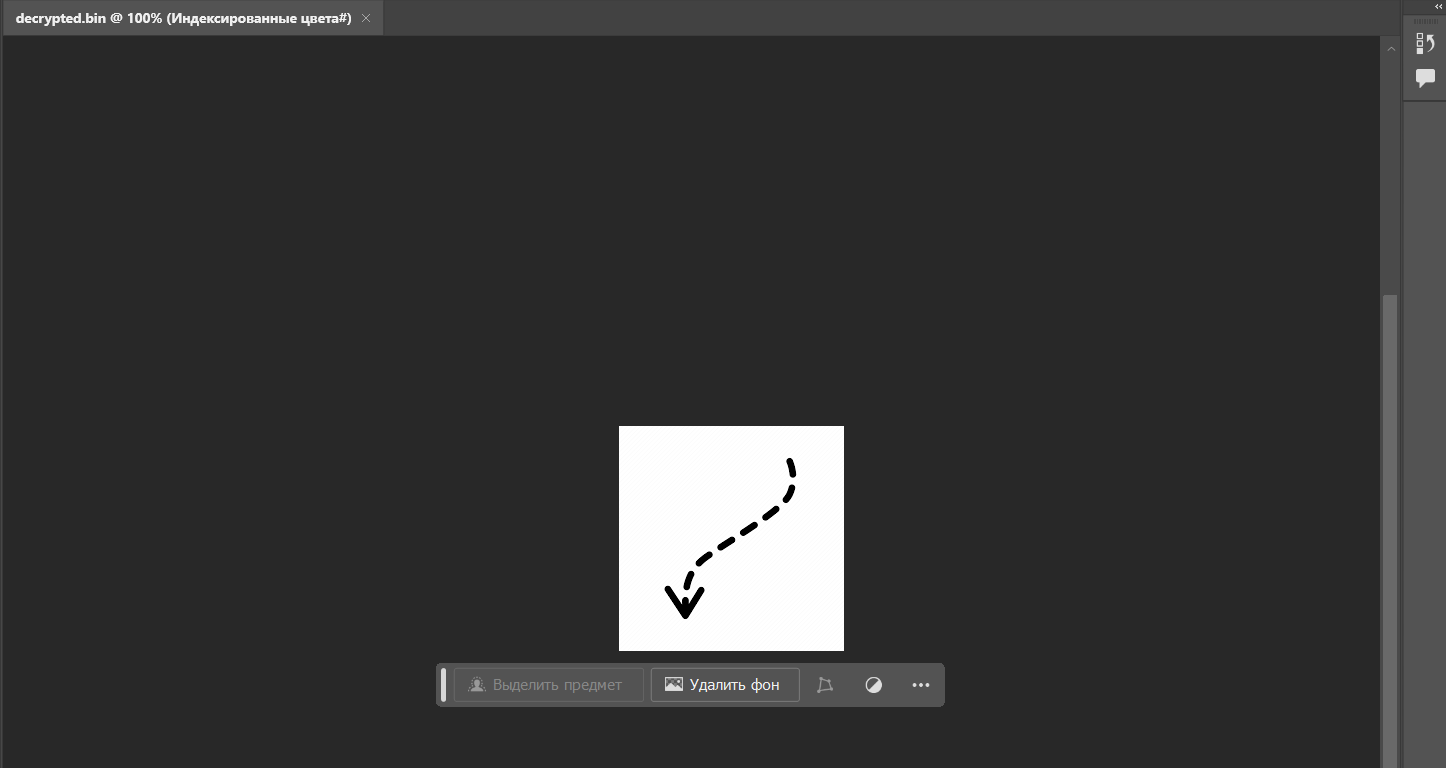 decrypted.bin @ 100% (Индексированные цвета#)
Выделить предмет
Удалить фон